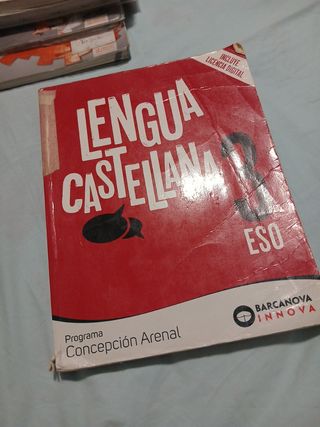 INCLUYE
LICENCIA DIGITAL
LENGUA
CASTELLANA
3
ESO
Programa
Concepción Arenal
BARCANOVA
INNOVA